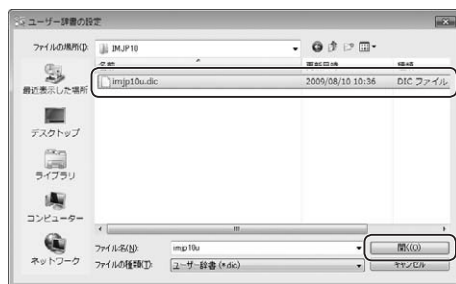 ユーザー辞書の設定
ファイルの場所(I):
IMJP10
名前
更新日時
種類
imjp10u.dic
2009/08/10 10:36
DIC ファイル
最近表示した場所
デスクトップ
ライブラリ
コンピューター
ネットワーク
ファイル名(N):
imjp10u
開く(O)
ファイルの種類(T):
ユーザー辞書 (*.dic)
キャンセル